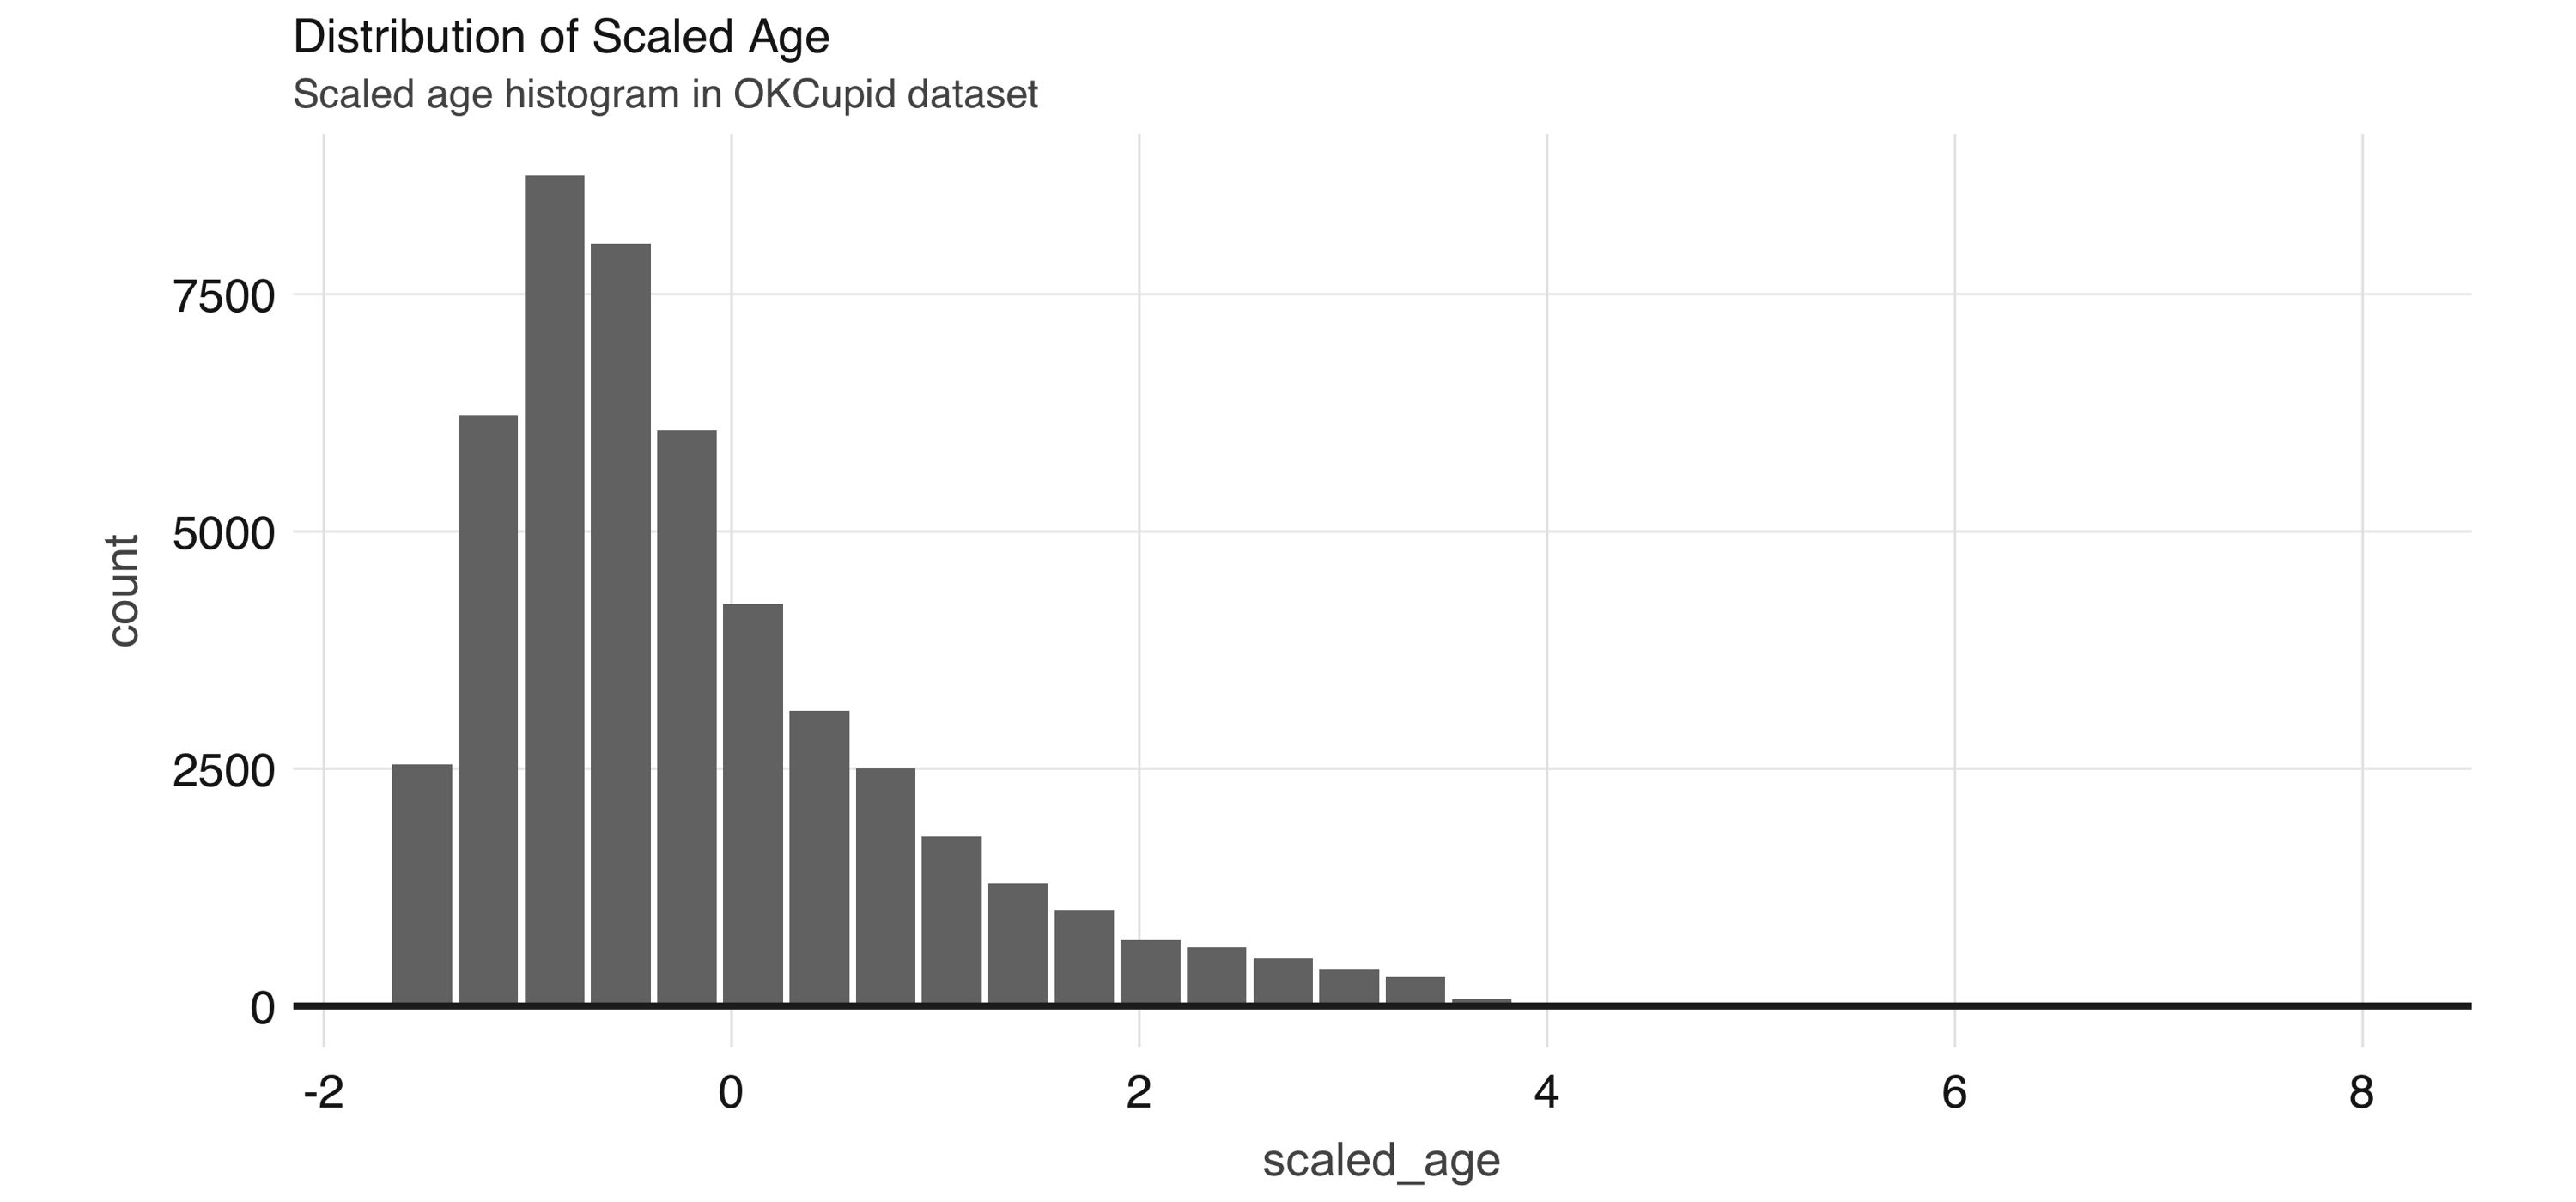 Distribution of Scaled Age
Scaled age histogram in OKCupid dataset
7500
5000
2500
0
count
-2 0 2 4 6 8
scaled_age